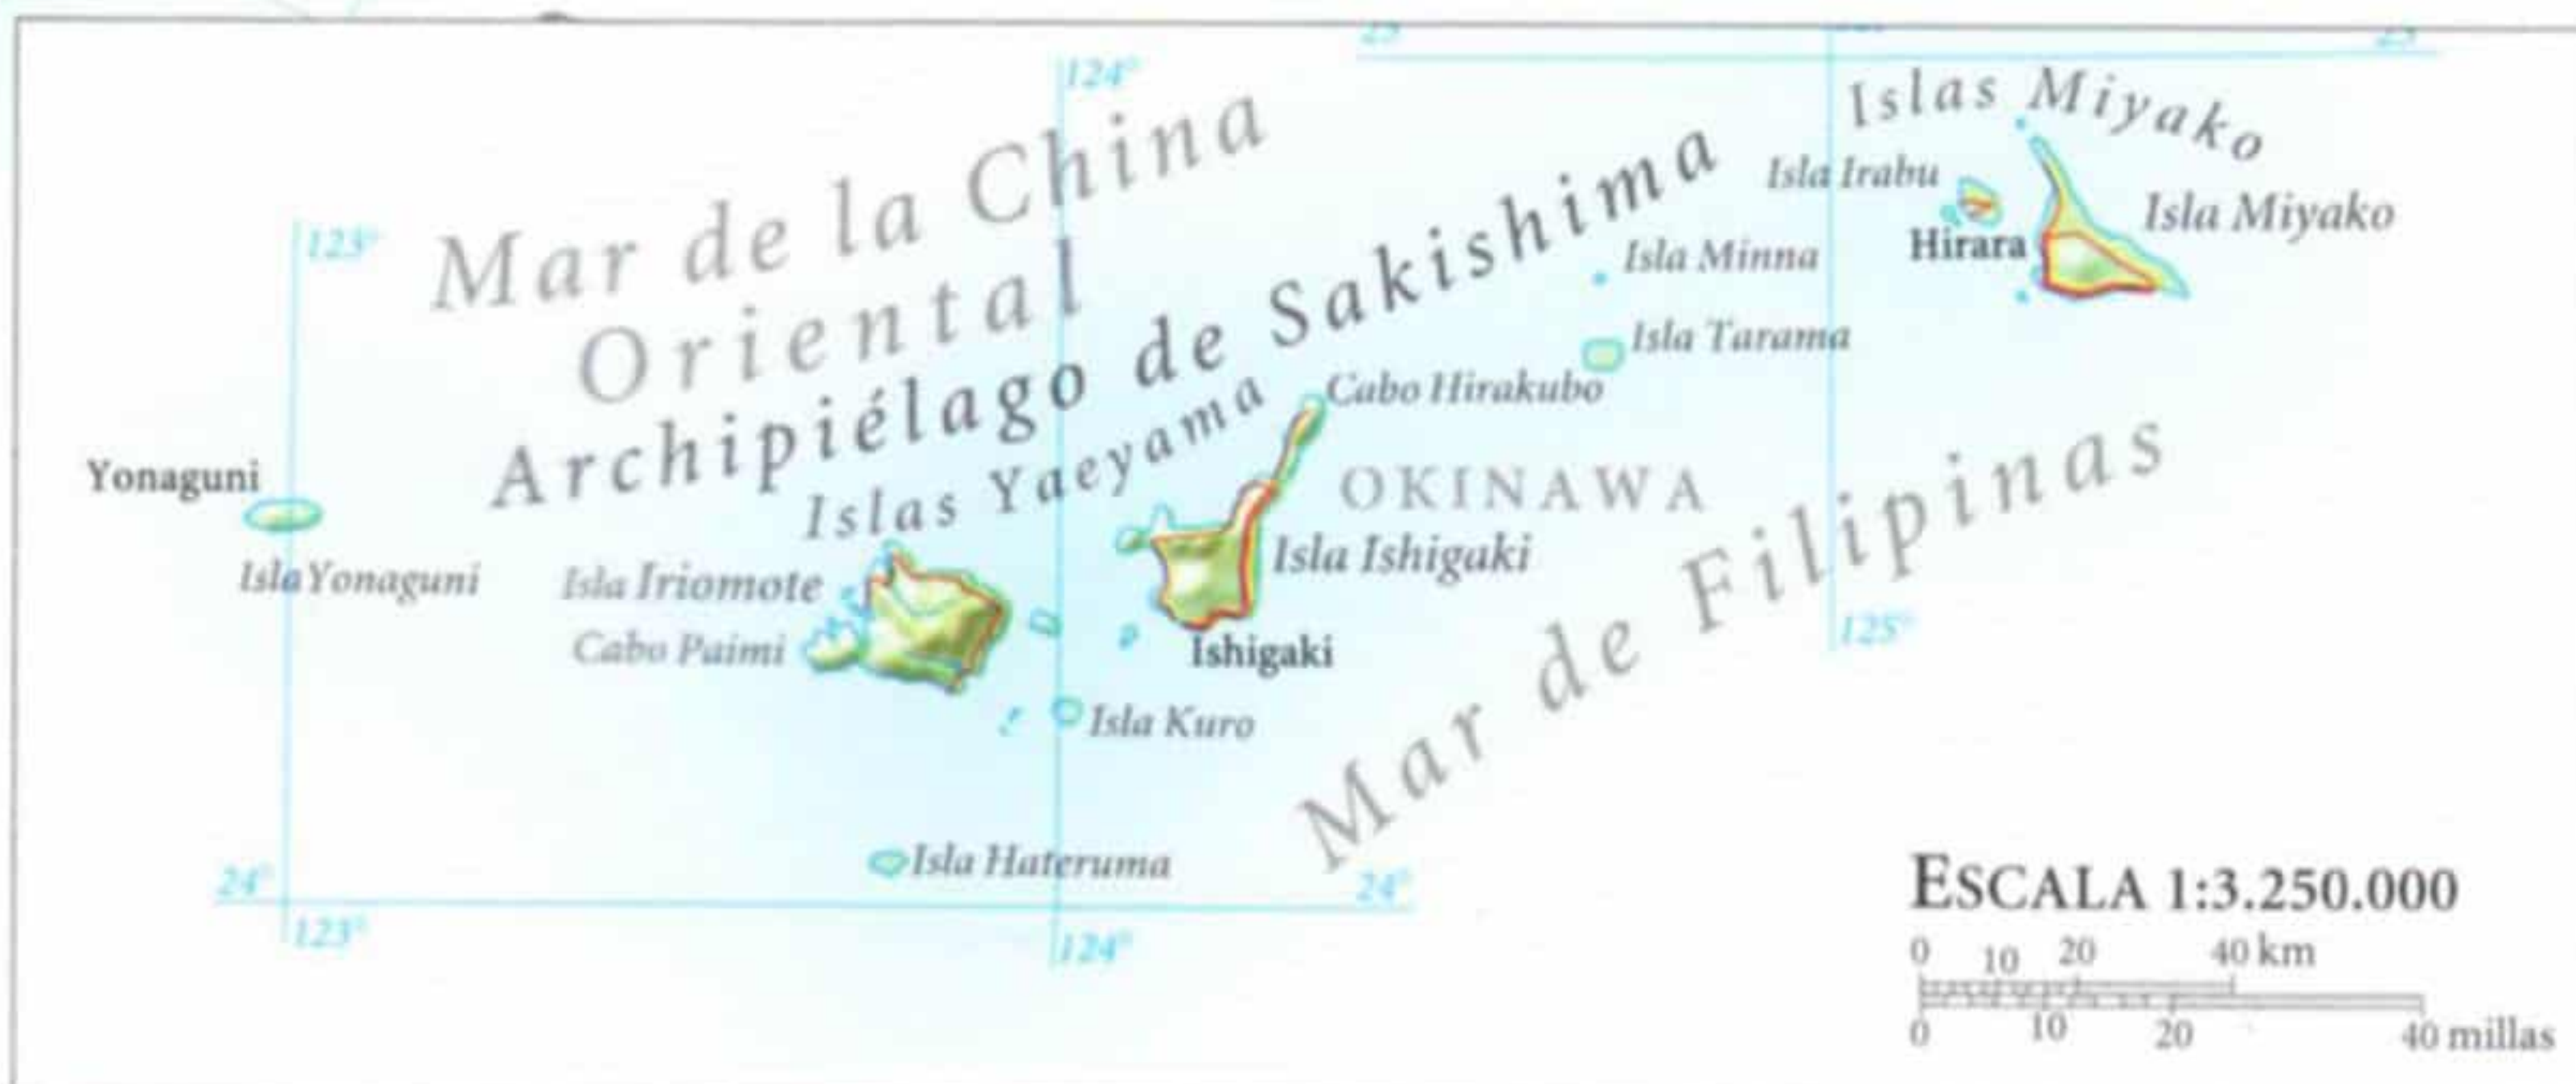 124°
Islas Miyako
Mar de la China
Oriental
Isla Irabu
Isla Miyako
123°
Hirara
Archipiélago de Sakishima
Isla Minna
Isla Tarama
Cabo Hirakubo
Islas Yaeyama
Yonaguni
OKINAWA
Isla Yonaguni
Isla Iriomote
Isla Ishigaki
Mar de Filipinas
125°
Cabo Paimi
Ishigaki
Isla Kuro
Isla Hateruma
24°
24°
123°
124°
ESCALA 1:3.250.000
0 10 20 40 km
0 10 20 40 millas